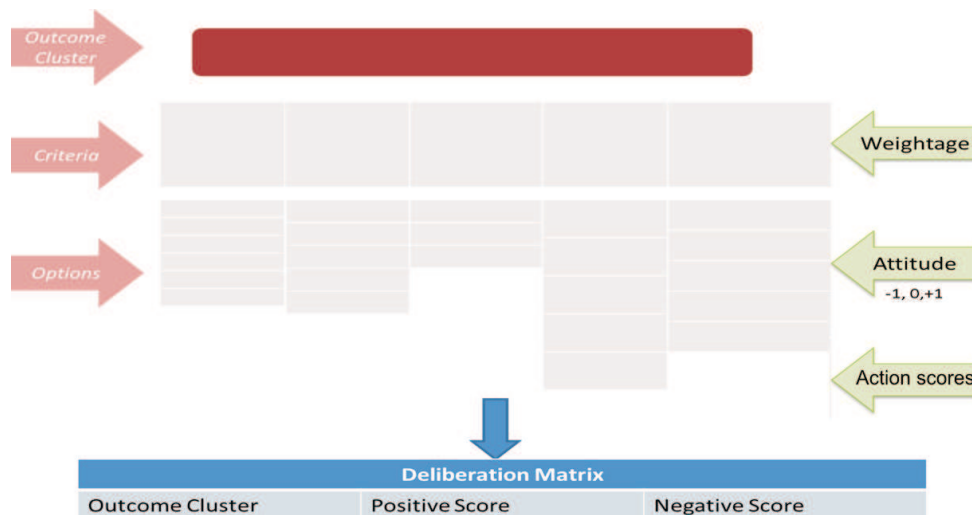 Outcome
Cluster
Criteria
Weightage
Options
Attitude
-1, 0,+1
Action scores
Deliberation Matrix
Outcome Cluster Positive Score Negative Score